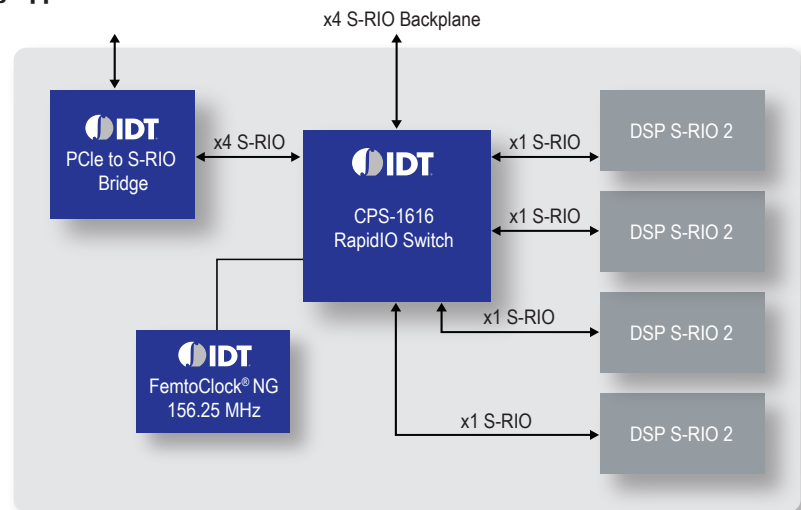 x4 S-RIO Backplane
IDT
PCIe to S-RIO
Bridge
x4 S-RIO
IDT
CPS-1616
RapidIO Switch
x1 S-RIO
DSP S-RIO 2
x1 S-RIO
DSP S-RIO 2
x1 S-RIO
DSP S-RIO 2
x1 S-RIO
DSP S-RIO 2
IDT
FemtoClock® NG
156.25 MHz